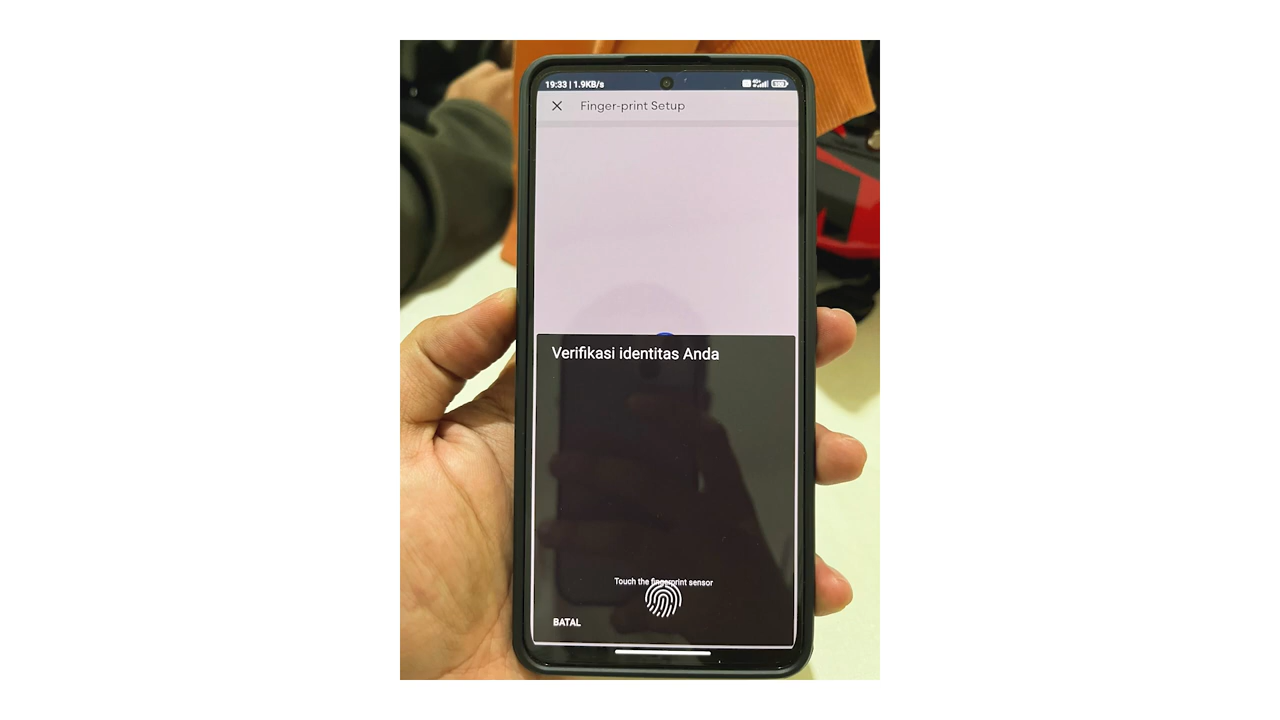 19:33 | 1.9KB/s
Finger-print Setup
Verifikasi identitas Anda
Touch the fingerprint sensor
BATAL